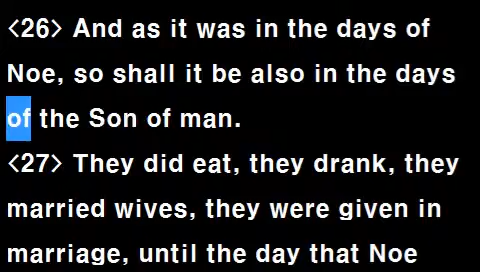 <26> And as it was in the days of
Noe, so shall it be also in the days
of the Son of man.
<27> They did eat, they drank, they
married wives, they were given in
marriage, until the day that Noe